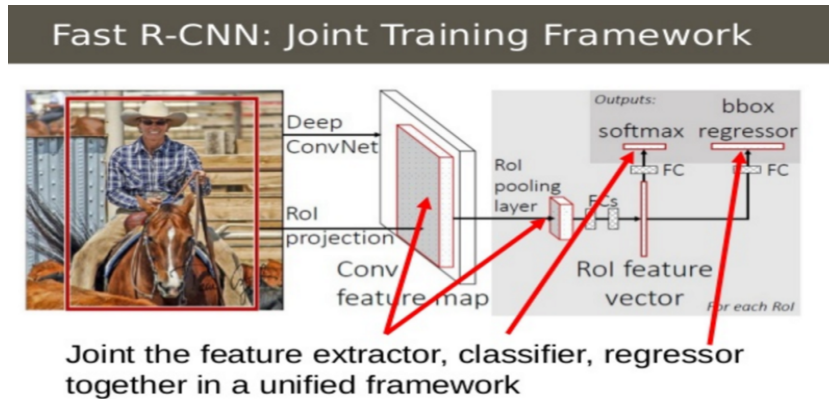 Fast R-CNN: Joint Training Framework
Deep
ConvNet
RoI
projection
Conv
feature map
RoI
pooling
layer
FCs
RoI feature
vector
Outputs:
softmax
bbox
regressor
FC
FC
For each RoI
Joint the feature extractor, classifier, regressor
together in a unified framework